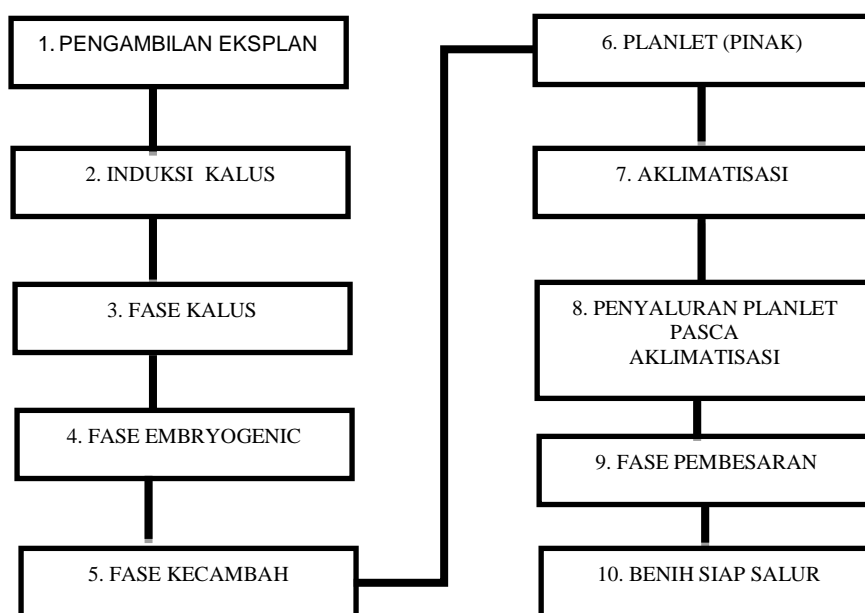 1. PENGAMBILAN EKSPLAN
2. INDUKSI KALUS
3. FASE KALUS
4. FASE EMBRYOGENIC
5. FASE KECAMBAH
6. PLANLET (PINAK)
7. AKLIMATISASI
8. PENYALURAN PLANLET
PASCA
AKLIMATISASI
9. FASE PEMBESARAN
10. BENIH SIAP SALUR